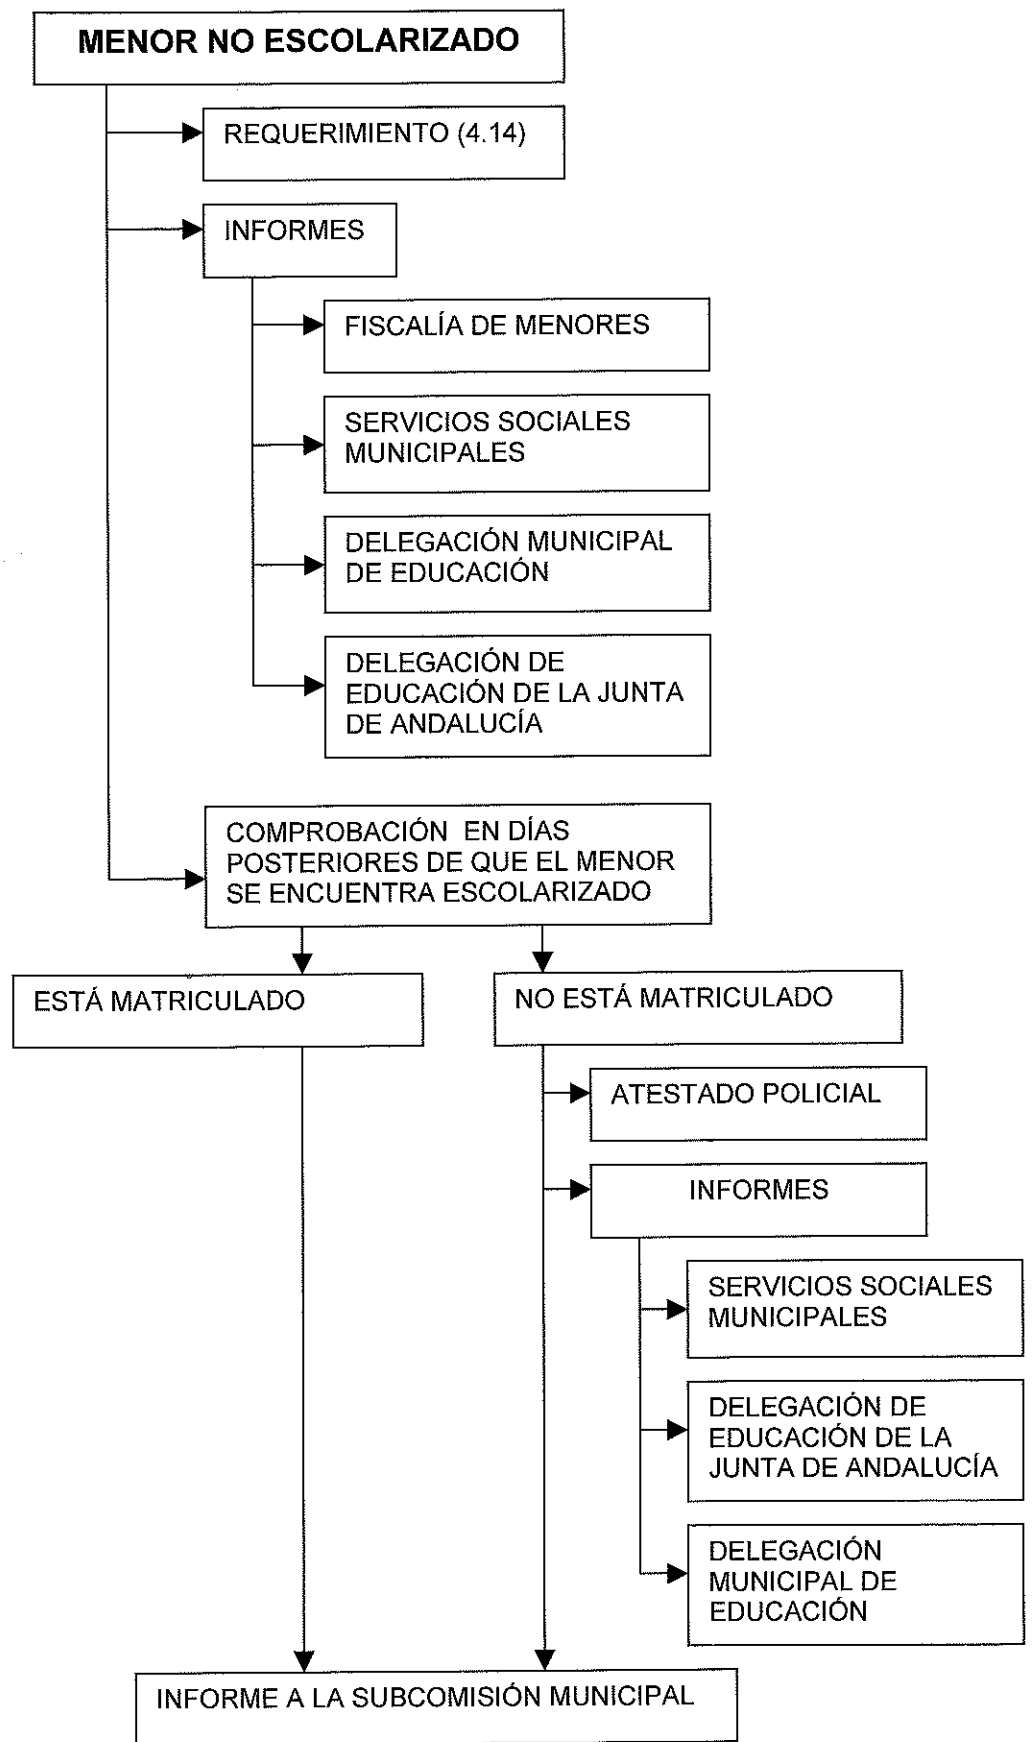 MENOR NO ESCOLARIZADO
REQUERIMIENTO (4.14)
INFORMES
FISCALÍA DE MENORES
SERVICIOS SOCIALES
MUNICIPALES
DELEGACIÓN MUNICIPAL
DE EDUCACIÓN
DELEGACIÓN DE
EDUCACIÓN DE LA JUNTA
DE ANDALUCÍA
COMPROBACIÓN EN DÍAS
POSTERIORES DE QUE EL MENOR
SE ENCUENTRA ESCOLARIZADO
ESTÁ MATRICULADO
NO ESTÁ MATRICULADO
ATESTADO POLICIAL
INFORMES
SERVICIOS SOCIALES
MUNICIPALES
DELEGACIÓN DE
EDUCACIÓN DE LA
JUNTA DE ANDALUCÍA
DELEGACIÓN
MUNICIPAL DE
EDUCACIÓN
INFORME A LA SUBCOMISIÓN MUNICIPAL